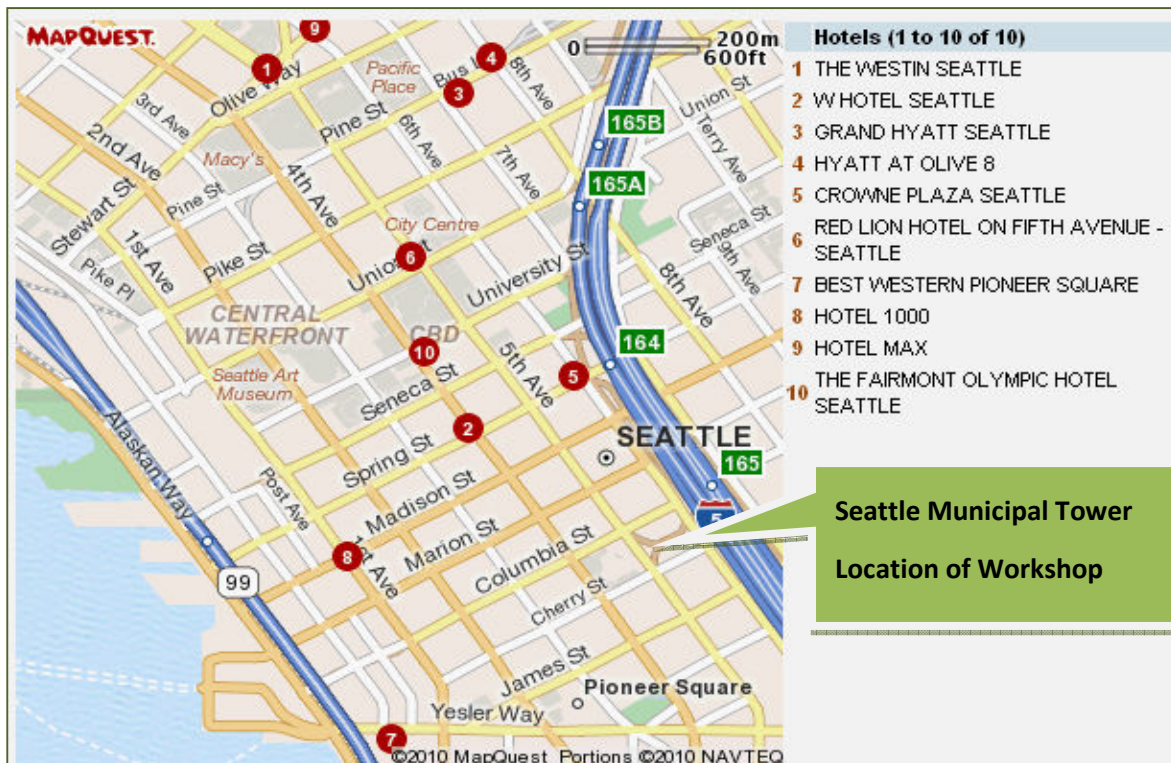 MAPQUEST.
9
200m
0
600ft
1
4
3
Olive Way
Pacific
Place
Bus
8th Ave
3rd Ave
Pine St
6th Ave
7th Ave
165B
Union St
Terry Ave
2nd Ave
Macy's
4th Ave
165A
Stewart St
Pine St
1st Ave
City Centre
Seneca St
9th Ave
Pike Pl
Pike St
Union St
6
University St
8th Ave
CENTRAL
WATERFRONT
CBD
10
164
Seattle Art
Museum
5th Ave
5
Seneca St
Alaskan Way
2
SEATTLE
Spring St
165
Post Ave
Madison St
5
Marion St
8
1st Ave
Columbia St
99
Cherry St
James St
Pioneer Square
Yesler Way
7
©2010 MapQuest Portions ©2010 NAVTEQ
Hotels (1 to 10 of 10)
1 THE WESTIN SEATTLE
2 W HOTEL SEATTLE
3 GRAND HYATT SEATTLE
4 HYATT AT OLIVE 8
5 CROWNE PLAZA SEATTLE
RED LION HOTEL ON FIFTH AVENUE -
6 SEATTLE
7 BEST WESTERN PIONEER SQUARE
8 HOTEL 1000
9 HOTEL MAX
THE FAIRMONT OLYMPIC HOTEL
10 SEATTLE
Seattle Municipal Tower
Location of Workshop